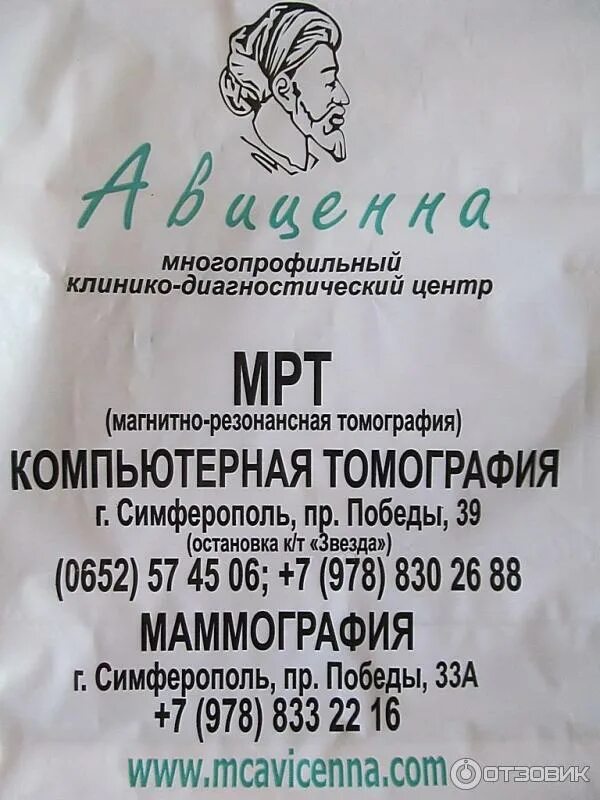 Авиценна
многопрофильный
клинико-диагностический центр
МРТ
(магнитно-резонансная томография)
КОМПЬЮТЕРНАЯ ТОМОГРАФИЯ
г. Симферополь, пр. Победы, 39
(остановка к/т «Звезда»)
(0652) 57 45 06; +7 (978) 830 26 88
МАММОГРАФИЯ
г. Симферополь, пр. Победы, 33А
+7 (978) 833 22 16
www.mcavicenna.com
ОТЗОВИК